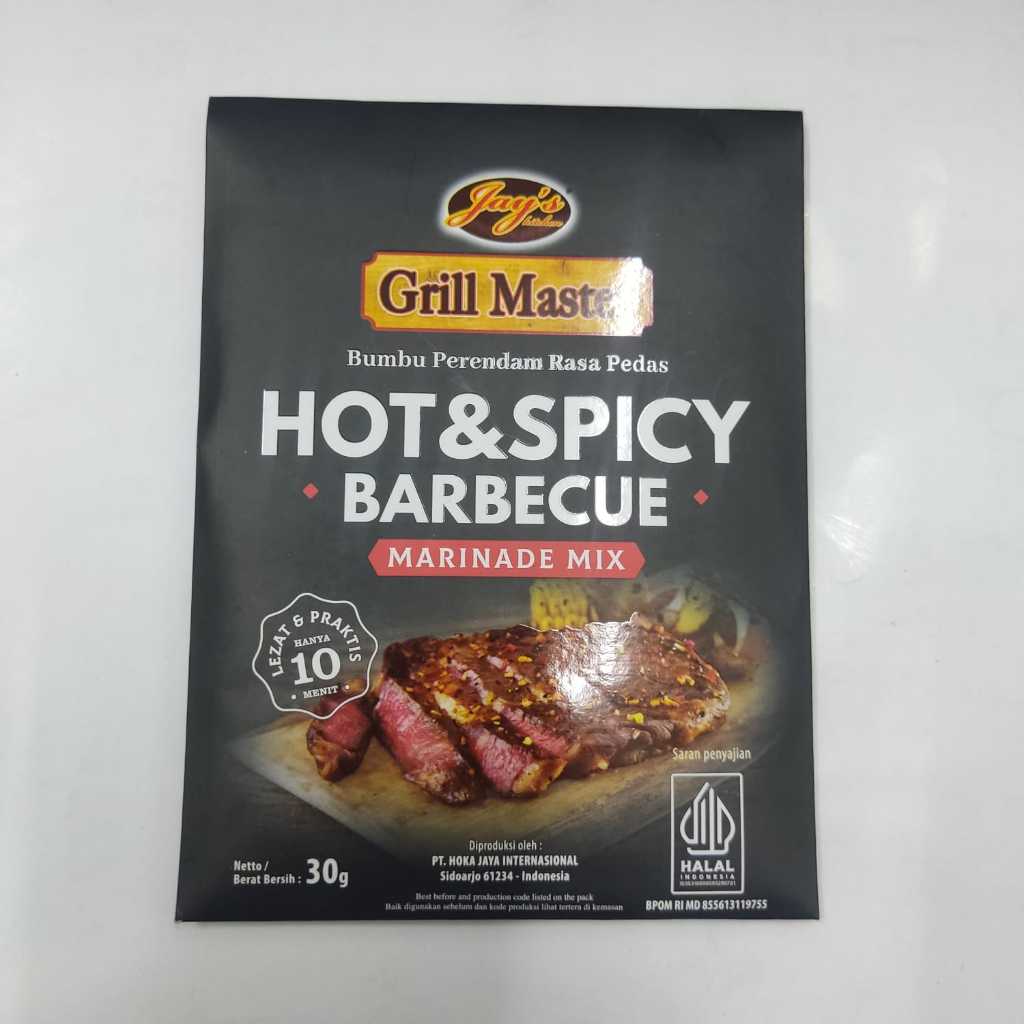 Jay's
kitchen
Grill Master
Bumbu Perendam Rasa Pedas
HOT&SPICY
BARBECUE
MARINADE MIX
LEZAT & PRAKTIS
HANYA
10
MENIT
Saran penyajian
HALAL
INDONESIA
Diproduksi oleh :
PT. HOKA JAYA INTERNASIONAL
Sidoarjo 61234 - Indonesia
Netto /
Berat Bersih : 30g
Best before and production code listed on the pack
Baik digunakan sebelum dan kode produksi lihat tertera di kemasan
BPOM RI MD 855613119755